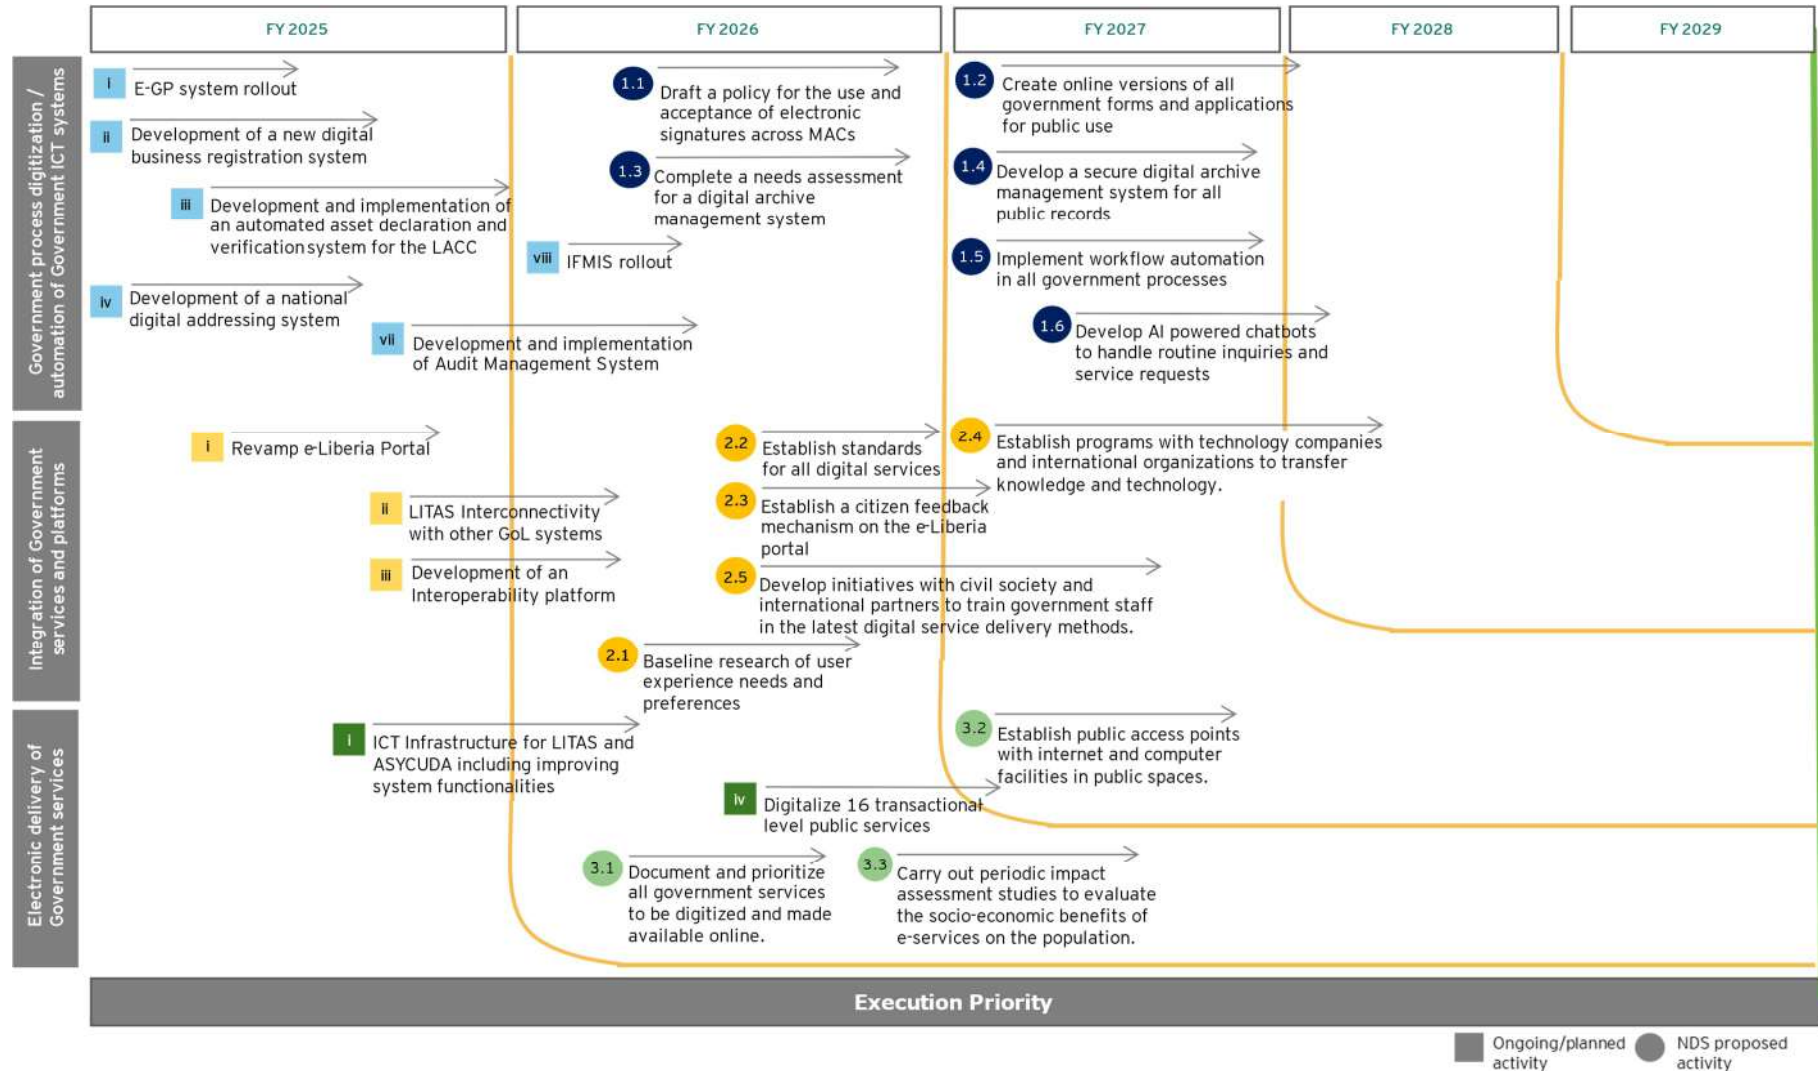 FY 2025
FY 2026
FY 2027
FY 2028
FY 2029
Government process digitization /
automation of Government ICT systems
i
E-GP system rollout
ii
Development of a new digital
business registration system
iii
Development and implementation of
an automated asset declaration and
verification system for the LACC
iv
Development of a national
digital addressing system
vii
Development and implementation
of Audit Management System
1.1
Draft a policy for the use and
acceptance of electronic
signatures across MACs
1.3
Complete a needs assessment
for a digital archive
management system
viii
IFMIS rollout
1.2
Create online versions of all
government forms and applications
for public use
1.4
Develop a secure digital archive
management system for all
public records
1.5
Implement workflow automation
in all government processes
1.6
Develop AI powered chatbots
to handle routine inquiries and
service requests
Integration of Government
services and platforms
i
Revamp e-Liberia Portal
ii
LITAS Interconnectivity
with other GoL systems
iii
Development of an
Interoperability platform
2.2
Establish standards
for all digital services
2.3
Establish a citizen feedback
mechanism on the e-Liberia
portal
2.5
Develop initiatives with civil society and
international partners to train government staff
in the latest digital service delivery methods.
2.1
Baseline research of user
experience needs and
preferences
2.4
Establish programs with technology companies
and international organizations to transfer
knowledge and technology.
Electronic delivery of
Government services
i
ICT Infrastructure for LITAS and
ASYCUDA including improving
system functionalities
iv
Digitalize 16 transactional
level public services
3.2
Establish public access points
with internet and computer
facilities in public spaces.
3.1
Document and prioritize
all government services
to be digitized and made
available online.
3.3
Carry out periodic impact
assessment studies to evaluate
the socio-economic benefits of
e-services on the population.
Execution Priority
Ongoing/planned
activity
NDS proposed
activity